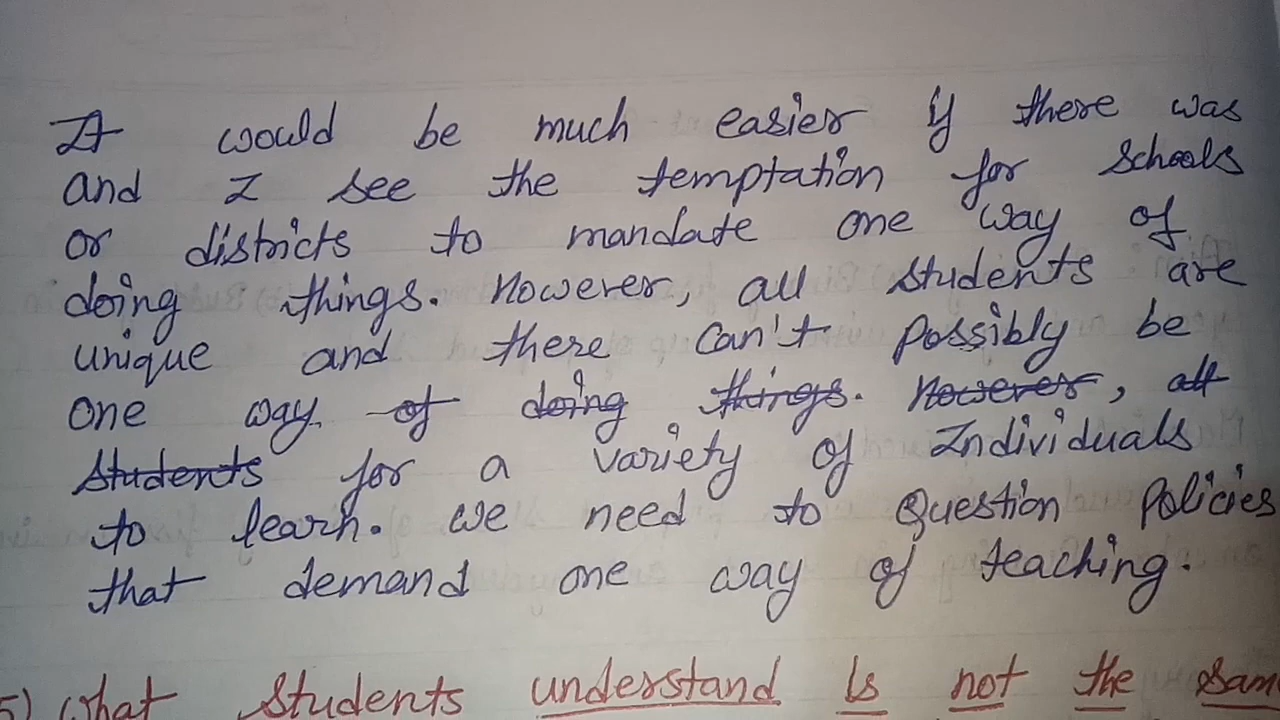 It would be much easier if there was
and I see the temptation for schools
or districts to mandate one way of
doing things. However, all students are
unique and there can't possibly be
one way. of doing things. However, all
students for a variety of Individuals
to learn. we need to Question Policies
that demand one way of teaching.
5) What students understand is not the sam